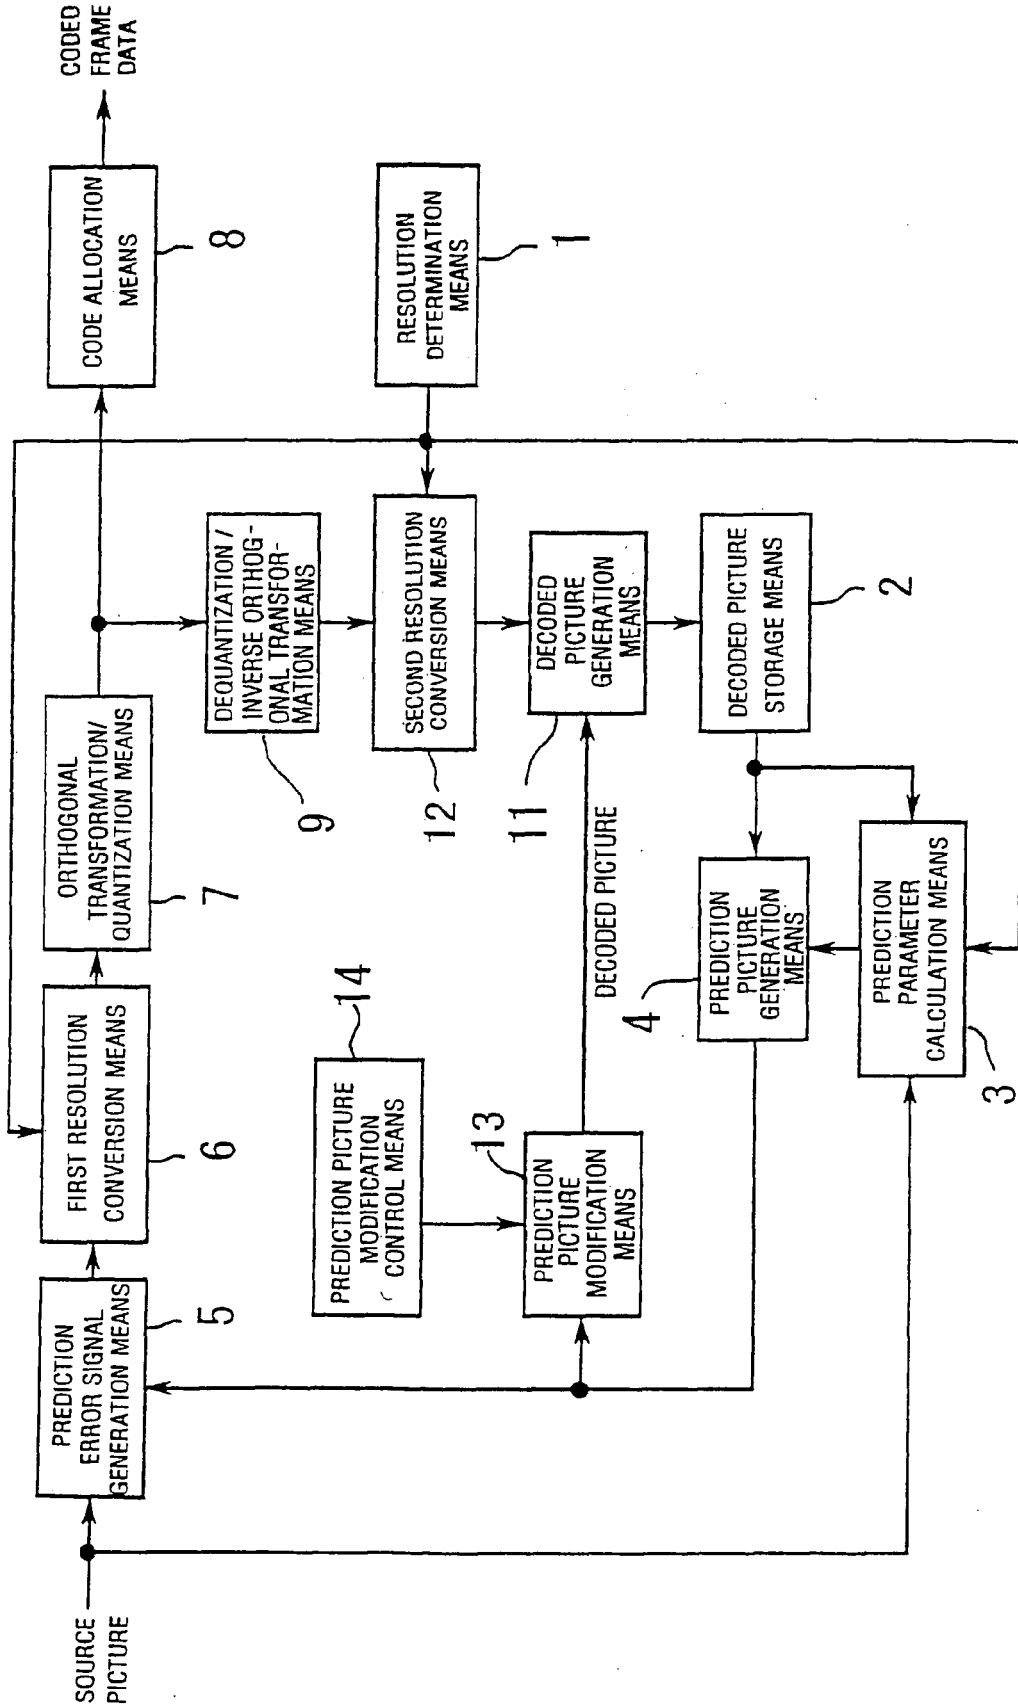 SOURCE
PICTURE
PREDICTION
ERROR SIGNAL
GENERATION MEANS
5
FIRST RESOLUTION
CONVERSION MEANS
6
ORTHOGONAL
TRANSFORMATION/
QUANTIZATION MEANS
7
CODE ALLOCATION
MEANS
8
CODED
FRAME
DATA
DEQUANTIZATION /
INVERSE ORTHOG-
ONAL TRANSFOR-
MATION MEANS
9
PREDICTION PICTURE
MODIFICATION
CONTROL MEANS
14
SECOND RESOLUTION
CONVERSION MEANS
12
RESOLUTION
DETERMINATION
MEANS
1
PREDICTION
PICTURE
MODIFICATION
MEANS
13
DECODED PICTURE
DECODED
PICTURE
GENERATION
MEANS
11
PREDICTION
PICTURE
GENERATION
MEANS
4
DECODED PICTURE
STORAGE MEANS
2
PREDICTION
PARAMETER
CALCULATION MEANS
3